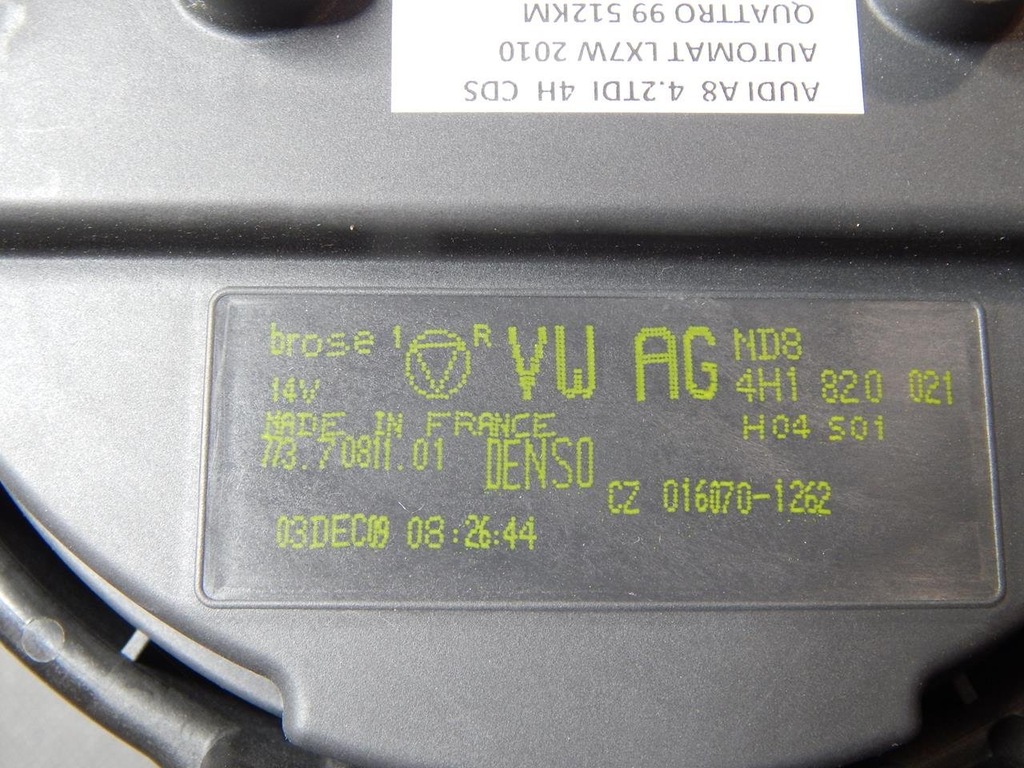 AUDI A8 4.2TDI 4H CDS
AUTOMAT LX7W 2010
QUATTRO 99 512KM
brose 1 R VW AG ND8
14V 4H1 820 021
MADE IN FRANCE H04 S01
773.70811.01 DENSO
CZ 016070-1262
03DEC09 08:26:44